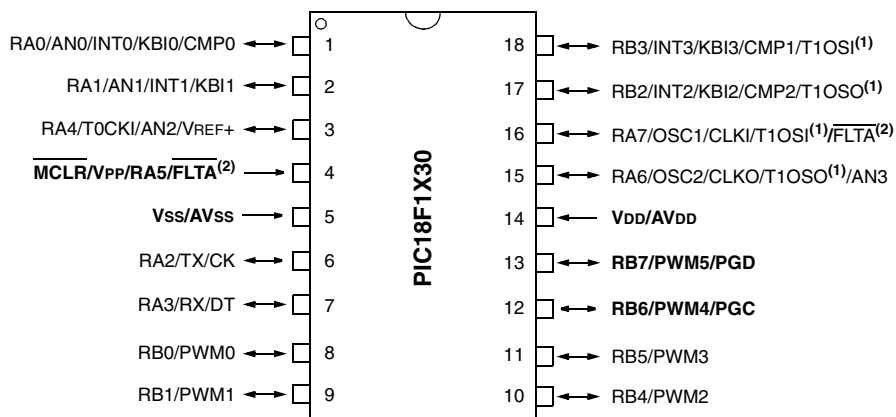 RA0/AN0/INT0/KBI0/CMP0 1 18 RB3/INT3/KBI3/CMP1/T1OSI(1)
RA1/AN1/INT1/KBI1 2 17 RB2/INT2/KBI2/CMP2/T1OSO(1)
RA4/T0CKI/AN2/VREF+ 3 16 RA7/OSC1/CLKI/T1OSI(1)/FLTA(2)
MCLR/VPP/RA5/FLTA(2) 4 15 RA6/OSC2/CLKO/T1OSO(1)/AN3
VSS/AVSS 5 14 VDD/AVDD
RA2/TX/CK 6 13 RB7/PWM5/PGD
RA3/RX/DT 7 12 RB6/PWM4/PGC
RB0/PWM0 8 11 RB5/PWM3
RB1/PWM1 9 10 RB4/PWM2
PIC18F1X30